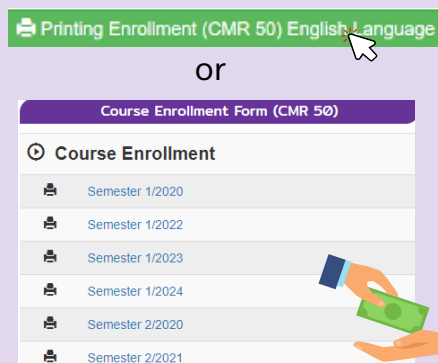 Printing Enrollment (CMR 50) English Language
or
Course Enrollment Form (CMR 50)
Course Enrollment
Semester 1/2020
Semester 1/2022
Semester 1/2023
Semester 1/2024
Semester 2/2020
Semester 2/2021